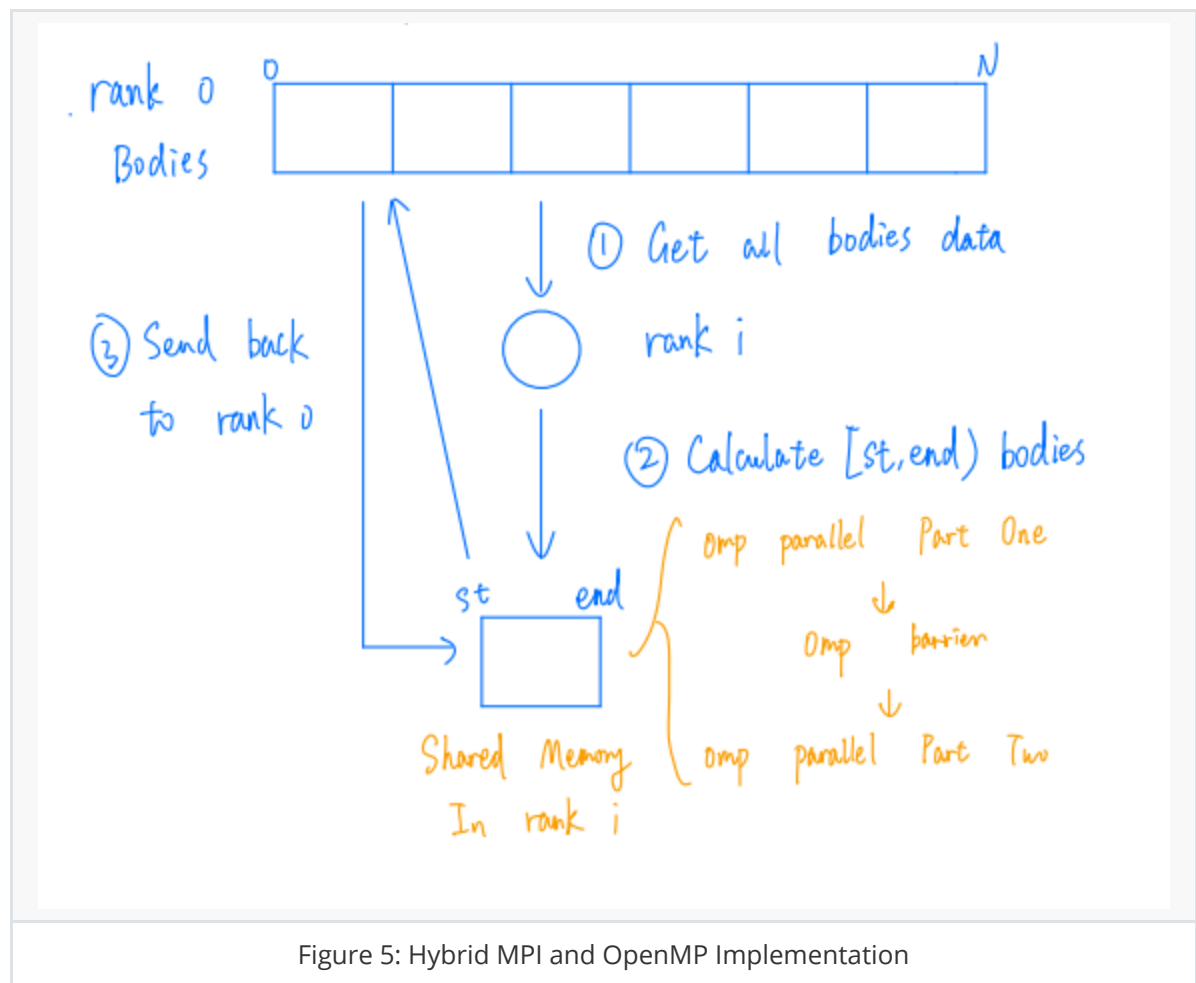 0 N
rank 0
Bodies
① Get all bodies data
rank i
③ Send back
to rank 0
② Calculate [st, end) bodies
Omp parallel Part One
↓
Omp barrier
↓
omp parallel Part Two
st end
Shared Memory
In rank i
Figure 5: Hybrid MPI and OpenMP Implementation